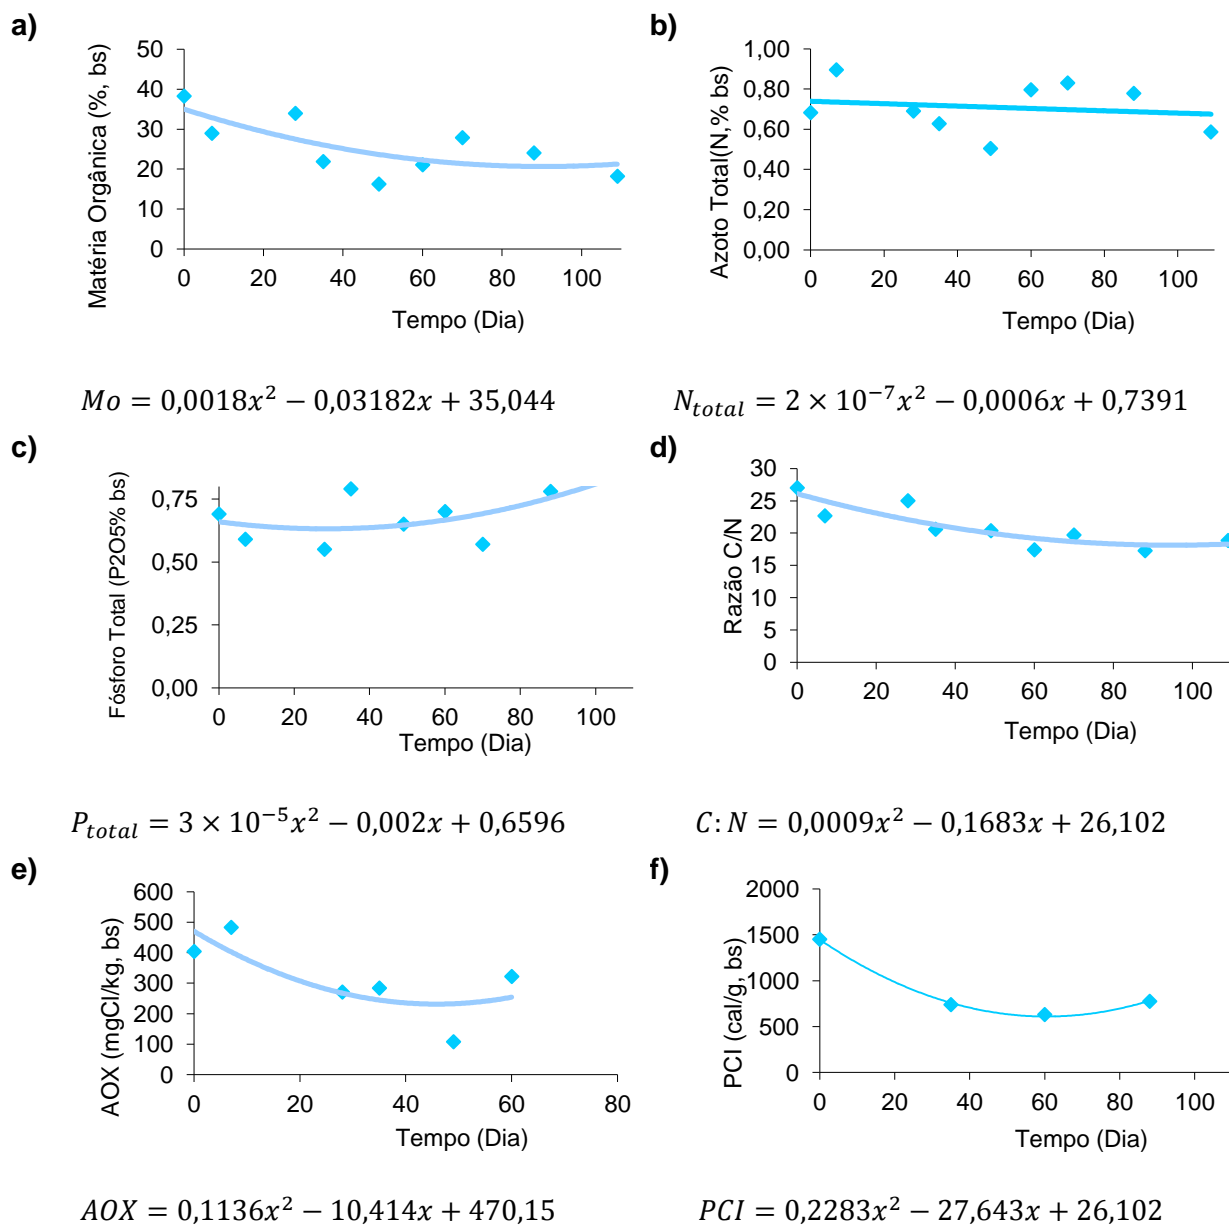 a)
50
40
30
20
10
0
Matéria Orgânica (%, bs)
0 20 40 60 80 100
Tempo (Dia)
Mo = 0,0018x² − 0,03182x + 35,044
b)
1,00
0,80
0,60
0,40
0,20
0,00
Azoto Total(N,% bs)
0 20 40 60 80 100
Tempo (Dia)
N_total = 2 × 10⁻⁷x² − 0,0006x + 0,7391
c)
0,75
0,50
0,25
0,00
Fósforo Total (P2O5% bs)
0 20 40 60 80 100
Tempo (Dia)
P_total = 3 × 10⁻⁵x² − 0,002x + 0,6596
d)
30
25
20
15
10
5
0
Razão C/N
0 20 40 60 80 100
Tempo (Dia)
C:N = 0,0009x² − 0,1683x + 26,102
e)
600
500
400
300
200
100
0
AOX (mgCl/kg, bs)
0 20 40 60 80
Tempo (Dia)
AOX = 0,1136x² − 10,414x + 470,15
f)
2000
1500
1000
500
0
PCI (cal/g, bs)
0 20 40 60 80 100
Tempo (Dia)
PCI = 0,2283x² − 27,643x + 26,102